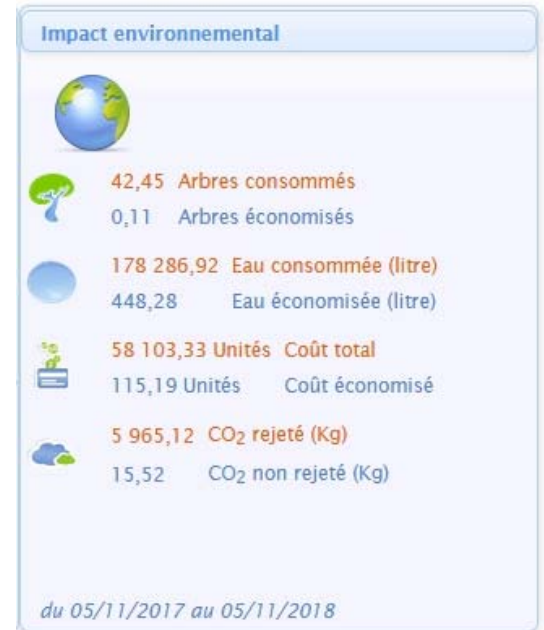 Impact environnemental
42,45 Arbres consommés
0,11 Arbres économisés
178 286,92 Eau consommée (litre)
448,28 Eau économisée (litre)
58 103,33 Unités Coût total
115,19 Unités Coût économisé
5 965,12 CO₂ rejeté (Kg)
15,52 CO₂ non rejeté (Kg)
du 05/11/2017 au 05/11/2018